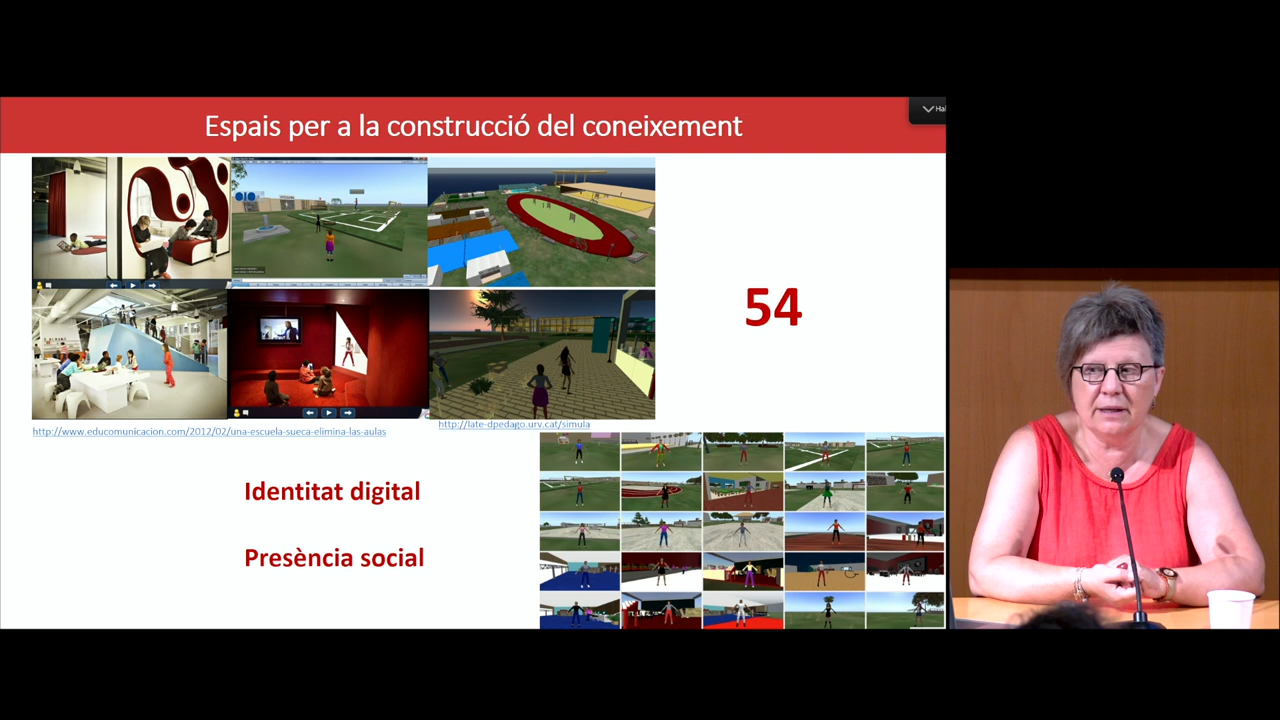 Espais per a la construcció del coneixement
Hal
54
http://www.educomunicacion.com/2012/02/una-escuela-sueca-elimina-las-aulas
http://late-dpedago.urv.cat/simula
Identitat digital
Presència social